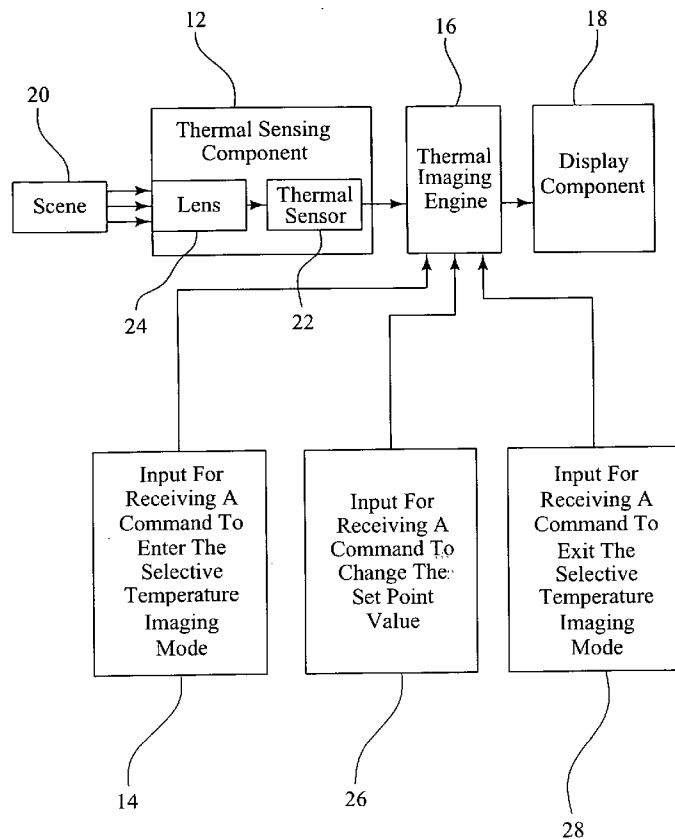 12
16
18
20
Thermal Sensing
Component
Scene
Lens
Thermal
Sensor
Thermal
Imaging
Engine
Display
Component
24
22
Input For
Receiving A
Command To
Enter The
Selective
Temperature
Imaging
Mode
Input For
Receiving A
Command To
Change The
Set Point
Value
Input For
Receiving A
Command To
Exit The
Selective
Temperature
Imaging
Mode
14
26
28